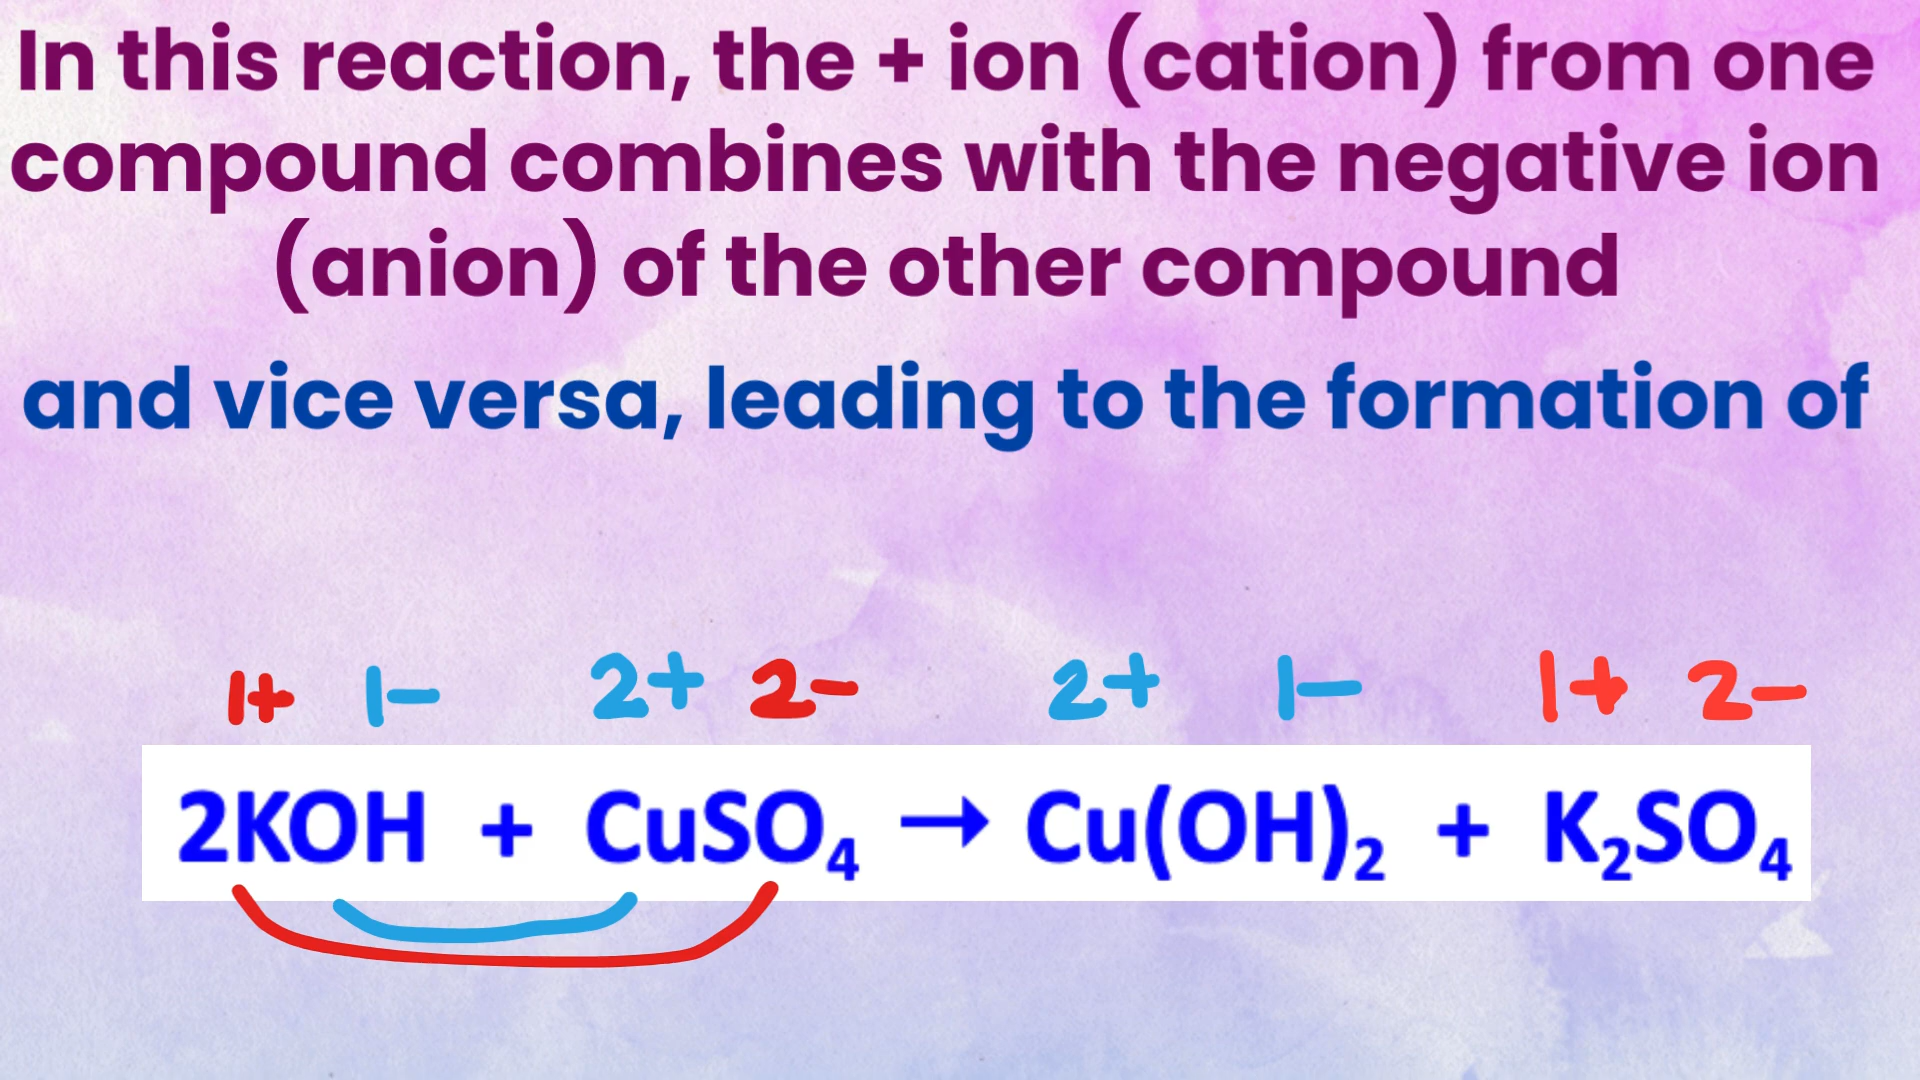 In this reaction, the + ion (cation) from one
compound combines with the negative ion
(anion) of the other compound
and vice versa, leading to the formation of
1+ 1- 2+ 2- 2+ 1- 1+ 2-
2KOH + CuSO₄ → Cu(OH)₂ + K₂SO₄